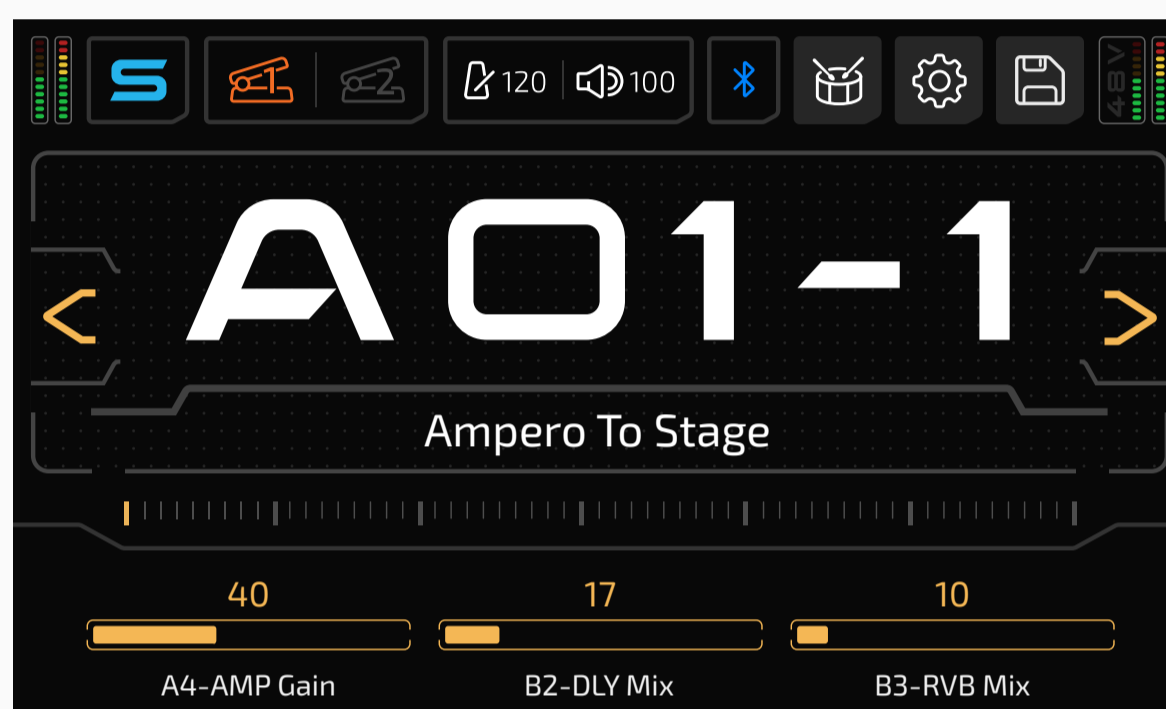 S 1 2 120 100 48V
A01-1
Ampero To Stage
40 17 10
A4-AMP Gain B2-DLY Mix B3-RVB Mix